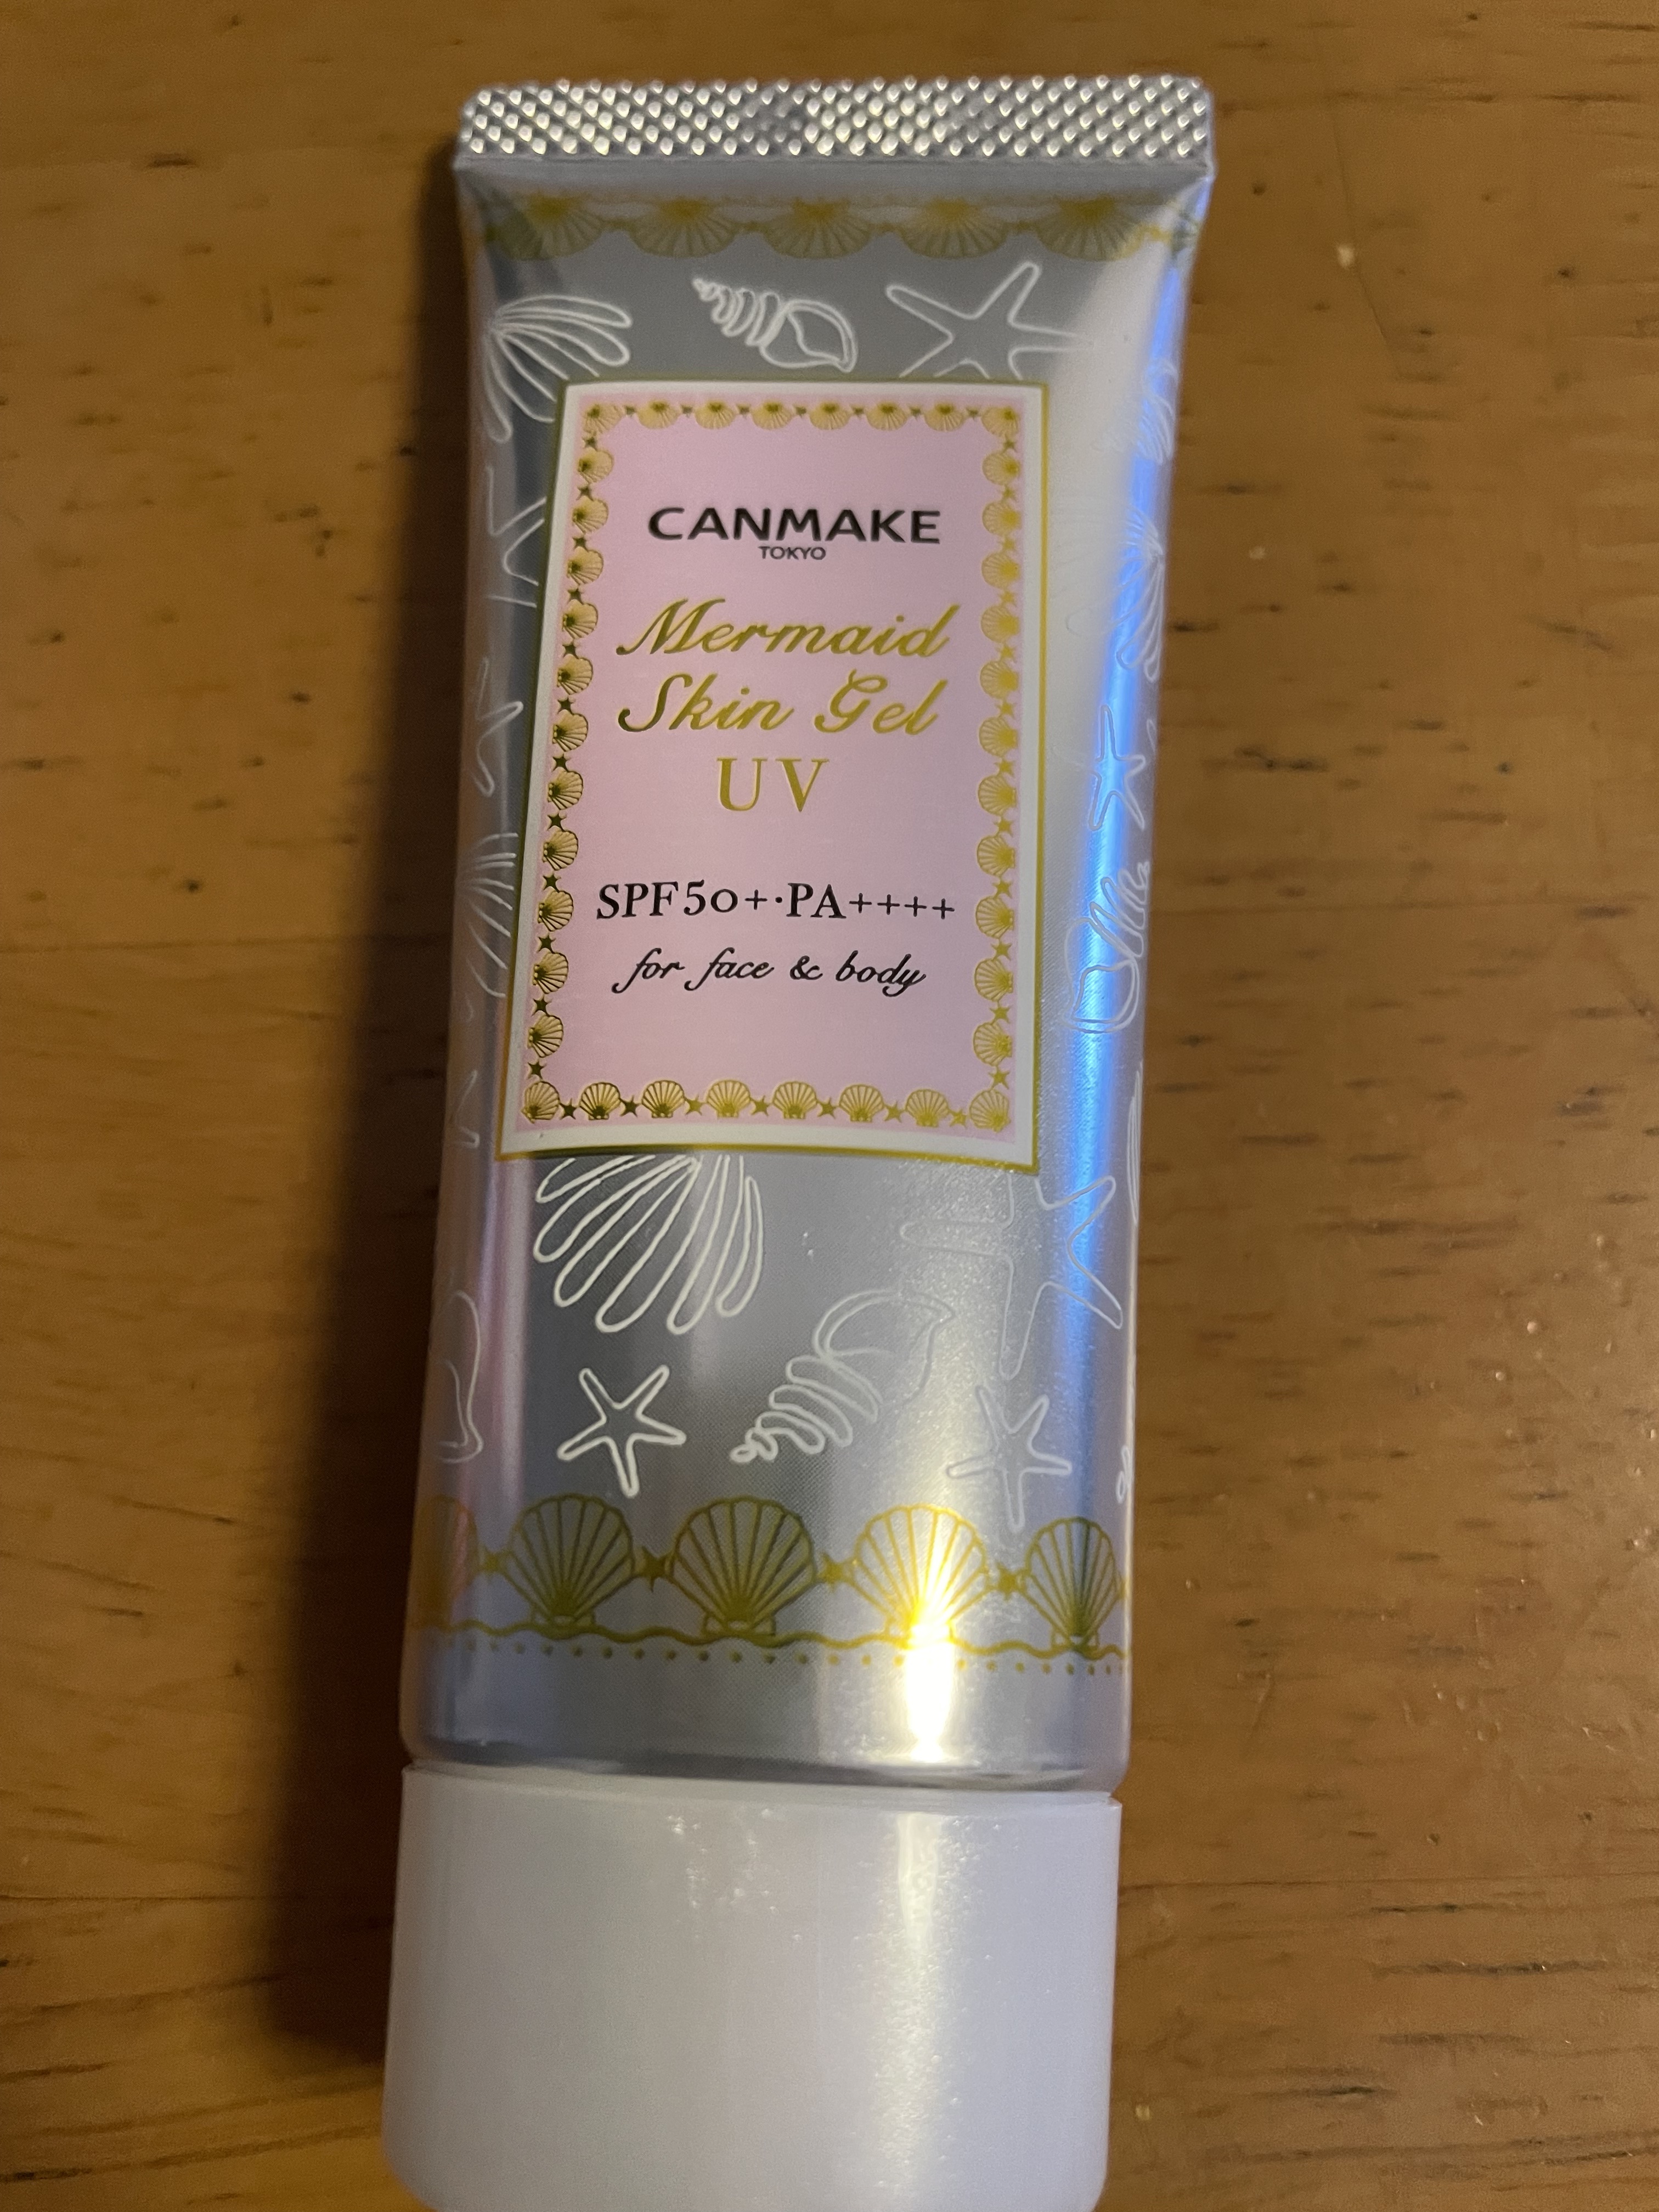 CANMAKE
TOKYO
Mermaid
Skin Gel
UV
SPF50+·PA++++
for face & body